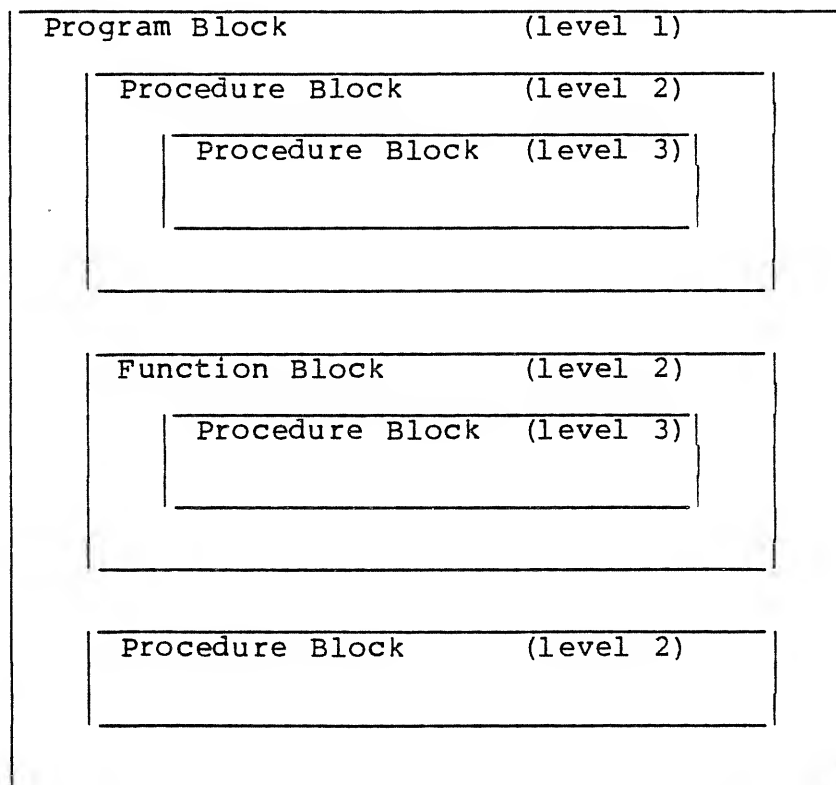 Program Block (level 1)
Procedure Block (level 2)
Procedure Block (level 3)
Function Block (level 2)
Procedure Block (level 3)
Procedure Block (level 2)